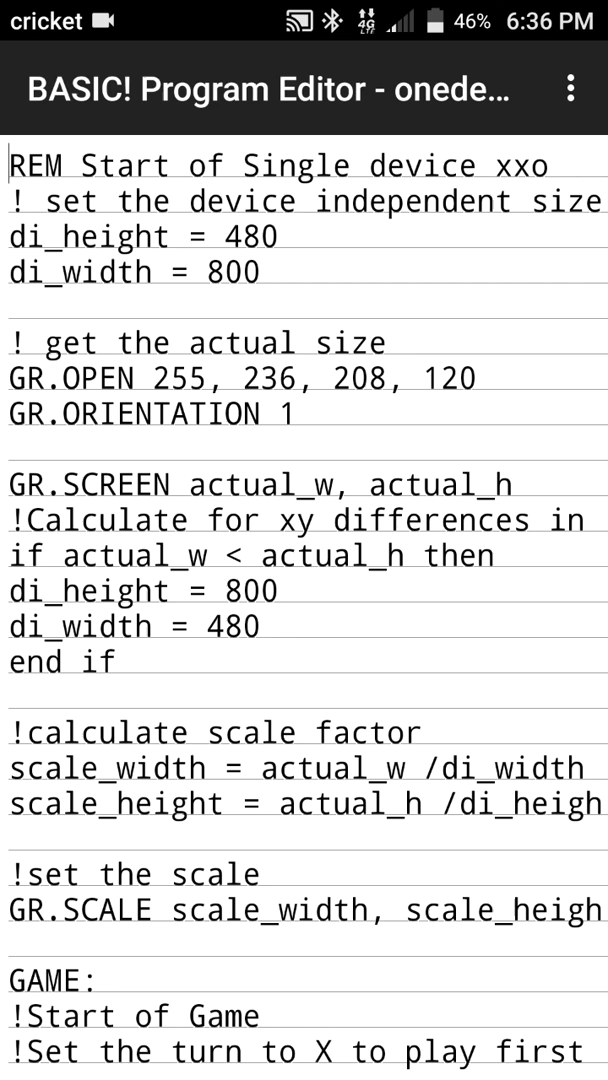 cricket 4G LTE 46% 6:36 PM
BASIC! Program Editor - onede...
REM Start of Single device xxo
! set the device independent size
di_height = 480
di_width = 800
! get the actual size
GR.OPEN 255, 236, 208, 120
GR.ORIENTATION 1
GR.SCREEN actual_w, actual_h
!Calculate for xy differences in
if actual_w < actual_h then
di_height = 800
di_width = 480
end if
!calculate scale factor
scale_width = actual_w /di_width
scale_height = actual_h /di_heigh
!set the scale
GR.SCALE scale_width, scale_heigh
GAME:
!Start of Game
!Set the turn to X to play first